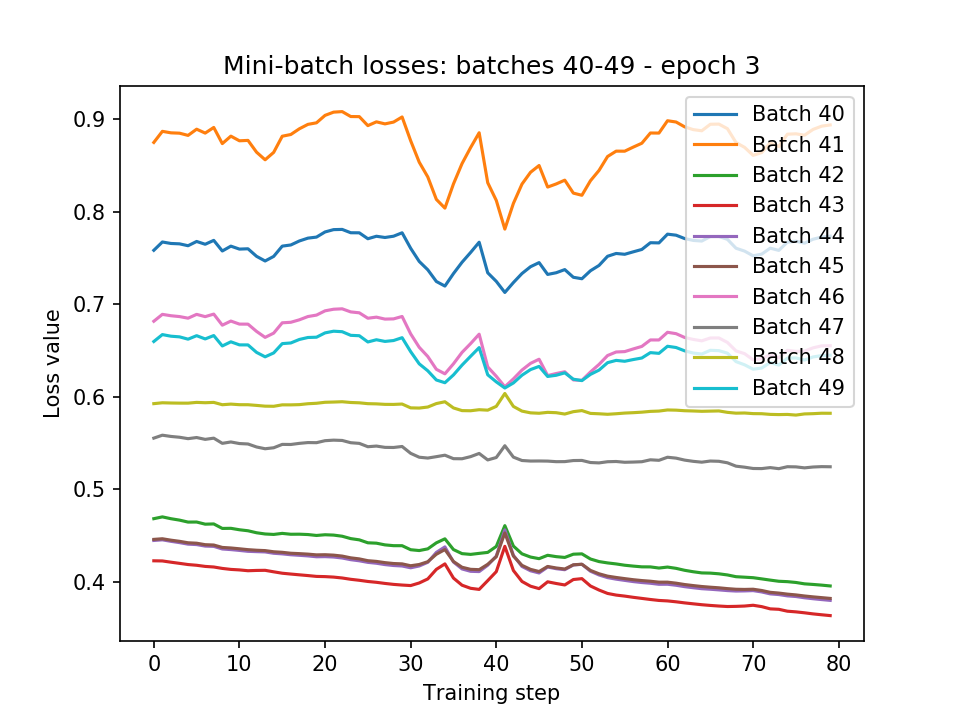 Mini-batch losses: batches 40-49 - epoch 3
0.9
0.8
0.7
0.6
0.5
0.4
Loss value
0 10 20 30 40 50 60 70 80
Training step
Batch 40
Batch 41
Batch 42
Batch 43
Batch 44
Batch 45
Batch 46
Batch 47
Batch 48
Batch 49